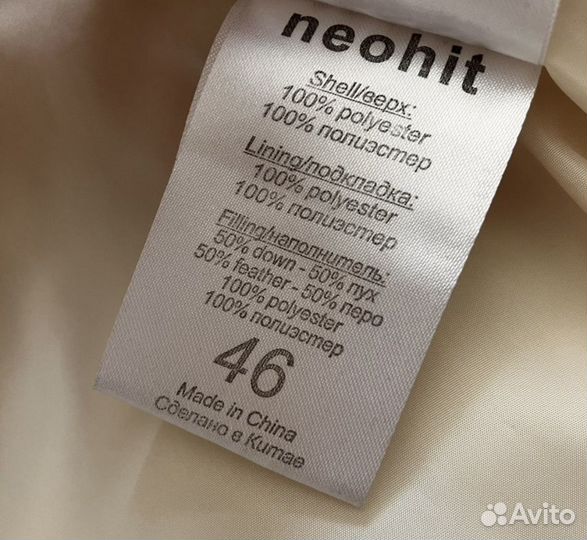 neohit
Shell/верх:
100% polyester
100% полиэстер
Lining/подкладка:
100% polyester
100% полиэстер
Filling/наполнитель:
50% down - 50% пух
50% feather - 50% перо
100% polyester
100% полиэстер
46
Made in China
Сделано в Китае
Avito